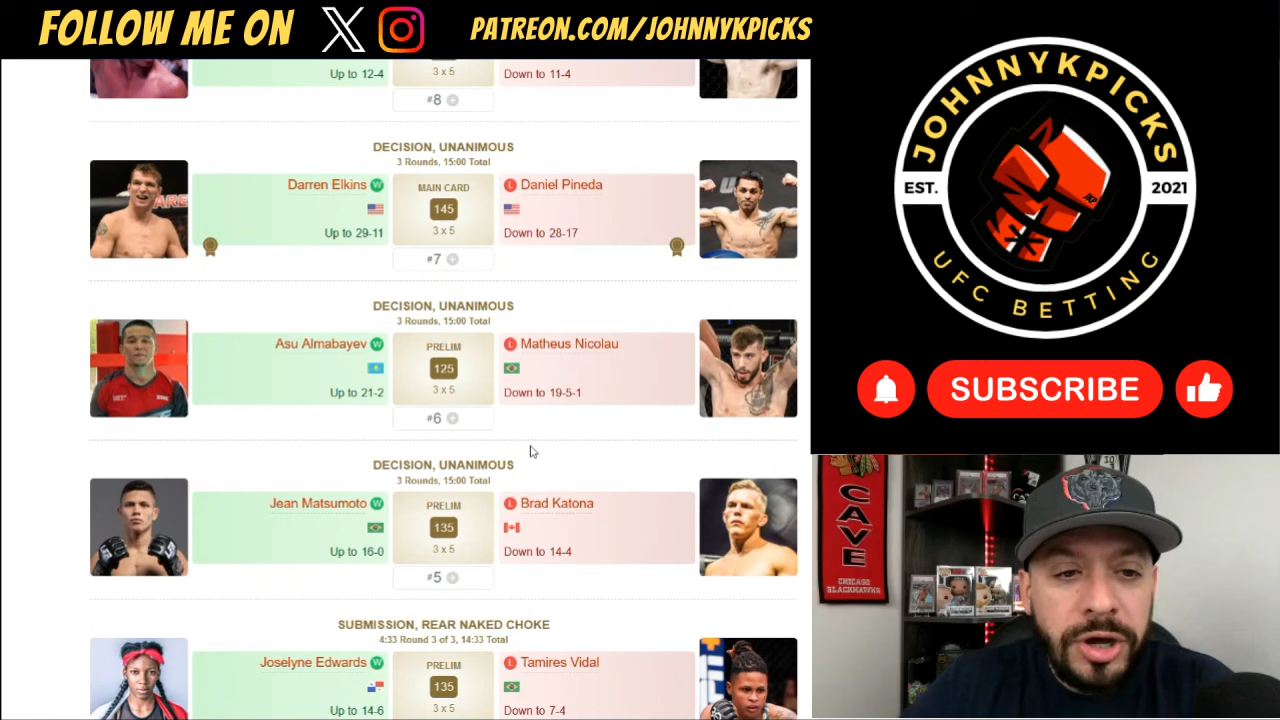 FOLLOW ME ON
PATREON.COM/JOHNNYKPICKS
Up to 12-4
3 x 5
Down to 11-4
#8
DECISION, UNANIMOUS
3 Rounds, 15:00 Total
Darren Elkins W
MAIN CARD
L Daniel Pineda
145
Up to 29-11
3 x 5
Down to 28-17
#7
DECISION, UNANIMOUS
3 Rounds, 15:00 Total
Asu Almabayev W
PRELIM
L Matheus Nicolau
125
Up to 21-2
3 x 5
Down to 19-5-1
#6
DECISION, UNANIMOUS
3 Rounds, 15:00 Total
Jean Matsumoto W
PRELIM
L Brad Katona
135
Up to 16-0
3 x 5
Down to 14-4
#5
SUBMISSION, REAR NAKED CHOKE
4:33 Round 3 of 3, 14:33 Total
Joselyne Edwards W
PRELIM
L Tamires Vidal
135
Up to 14-6
3 x 5
Down to 7-4
JOHNNYKPICKS
EST.
2021
UFC BETTING
SUBSCRIBE
CAVE
CHICAGO
BLACKHAWKS